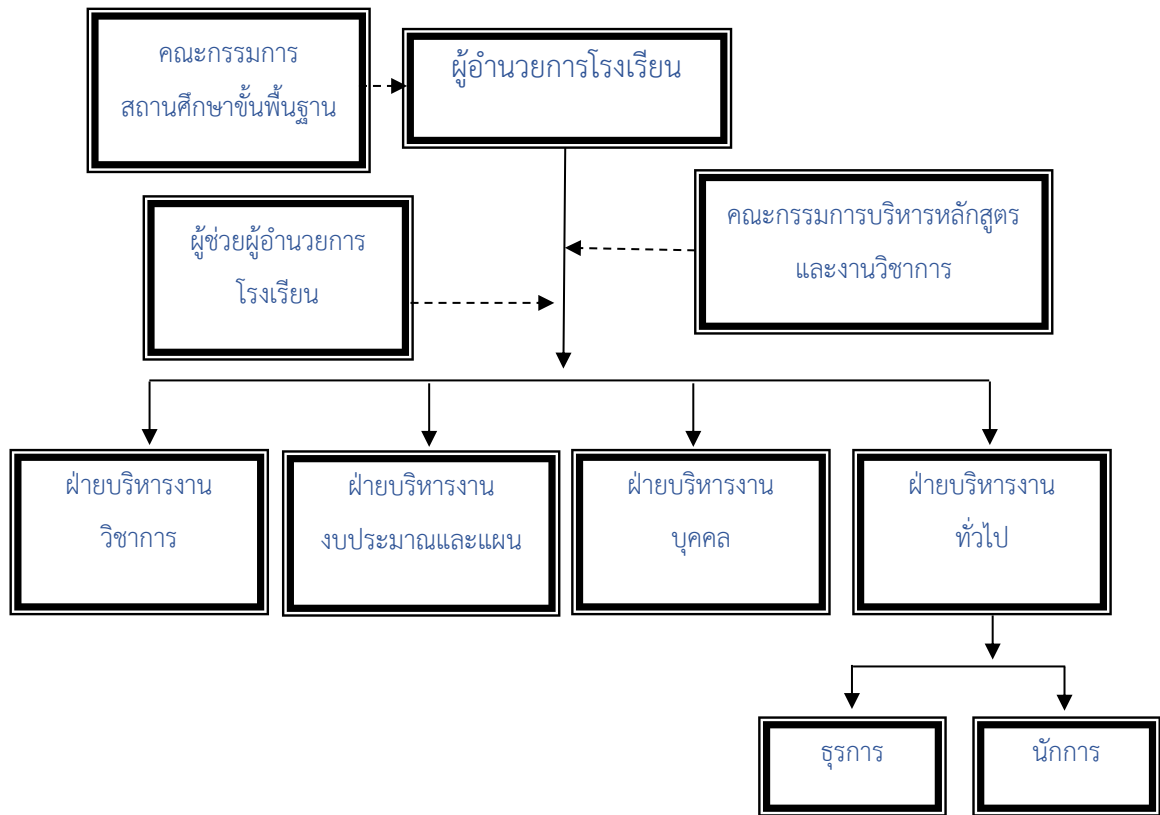 คณะกรรมการ
สถานศึกษาขั้นพื้นฐาน
ผู้อำนวยการโรงเรียน
ผู้ช่วยผู้อำนวยการ
โรงเรียน
คณะกรรมการบริหารหลักสูตร
และงานวิชาการ
ฝ่ายบริหารงาน
วิชาการ
ฝ่ายบริหารงาน
งบประมาณและแผน
ฝ่ายบริหารงาน
บุคคล
ฝ่ายบริหารงาน
ทั่วไป
ธุรการ
นักการ